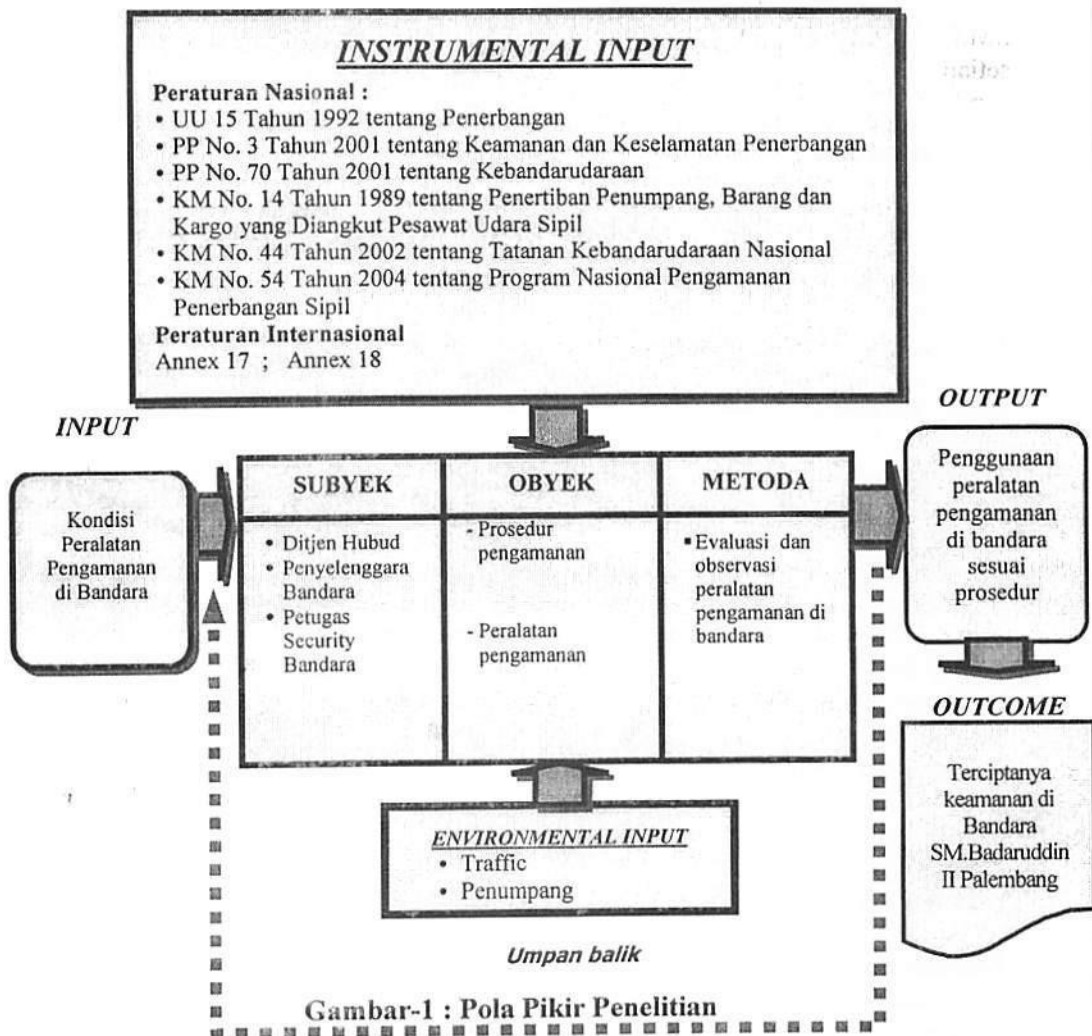 INSTRUMENTAL INPUT
Peraturan Nasional :
• UU 15 Tahun 1992 tentang Penerbangan
• PP No. 3 Tahun 2001 tentang Keamanan dan Keselamatan Penerbangan
• PP No. 70 Tahun 2001 tentang Kebandarudaraan
• KM No. 14 Tahun 1989 tentang Penertiban Penumpang, Barang dan
Kargo yang Diangkut Pesawat Udara Sipil
• KM No. 44 Tahun 2002 tentang Tatanan Kebandarudaraan Nasional
• KM No. 54 Tahun 2004 tentang Program Nasional Pengamanan
Penerbangan Sipil
Peraturan Internasional
Annex 17 ; Annex 18
INPUT
Kondisi
Peralatan
Pengamanan
di Bandara
SUBYEK
• Ditjen Hubud
• Penyelenggara
Bandara
• Petugas
Security
Bandara
OBYEK
- Prosedur
pengamanan
- Peralatan
pengamanan
METODA
▪ Evaluasi dan
observasi
peralatan
pengamanan di
bandara
OUTPUT
Penggunaan
peralatan
pengamanan
di bandara
sesuai
prosedur
OUTCOME
Terciptanya
keamanan di
Bandara
SM.Badaruddin
II Palembang
ENVIRONMENTAL INPUT
• Traffic
• Penumpang
Umpan balik
Gambar-1 : Pola Pikir Penelitian